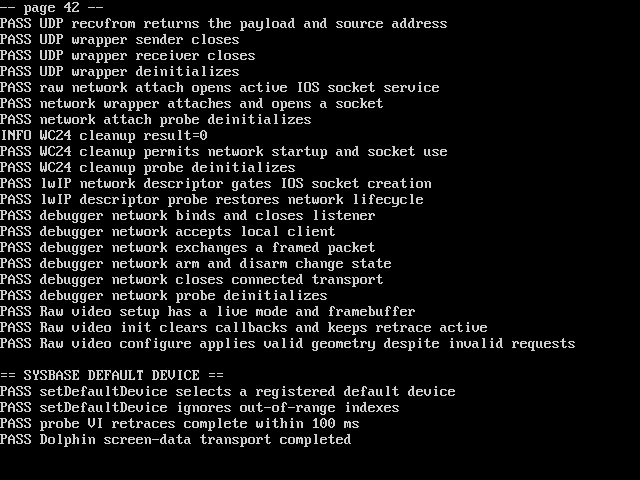 -- page 42 --
PASS UDP recvfrom returns the payload and source address
PASS UDP wrapper sender closes
PASS UDP wrapper receiver closes
PASS UDP wrapper deinitializes
PASS raw network attach opens active IOS socket service
PASS network wrapper attaches and opens a socket
PASS network attach probe deinitializes
INFO WC24 cleanup result=0
PASS WC24 cleanup permits network startup and socket use
PASS WC24 cleanup probe deinitializes
PASS lwIP network descriptor gates IOS socket creation
PASS lwIP descriptor probe restores network lifecycle
PASS debugger network binds and closes listener
PASS debugger network accepts local client
PASS debugger network exchanges a framed packet
PASS debugger network arm and disarm change state
PASS debugger network closes connected transport
PASS debugger network probe deinitializes
PASS Raw video setup has a live mode and framebuffer
PASS Raw video init clears callbacks and keeps retrace active
PASS Raw video configure applies valid geometry despite invalid requests
== SYSBASE DEFAULT DEVICE ==
PASS setDefaultDevice selects a registered default device
PASS setDefaultDevice ignores out-of-range indexes
PASS probe VI retraces complete within 100 ms
PASS Dolphin screen-data transport completed